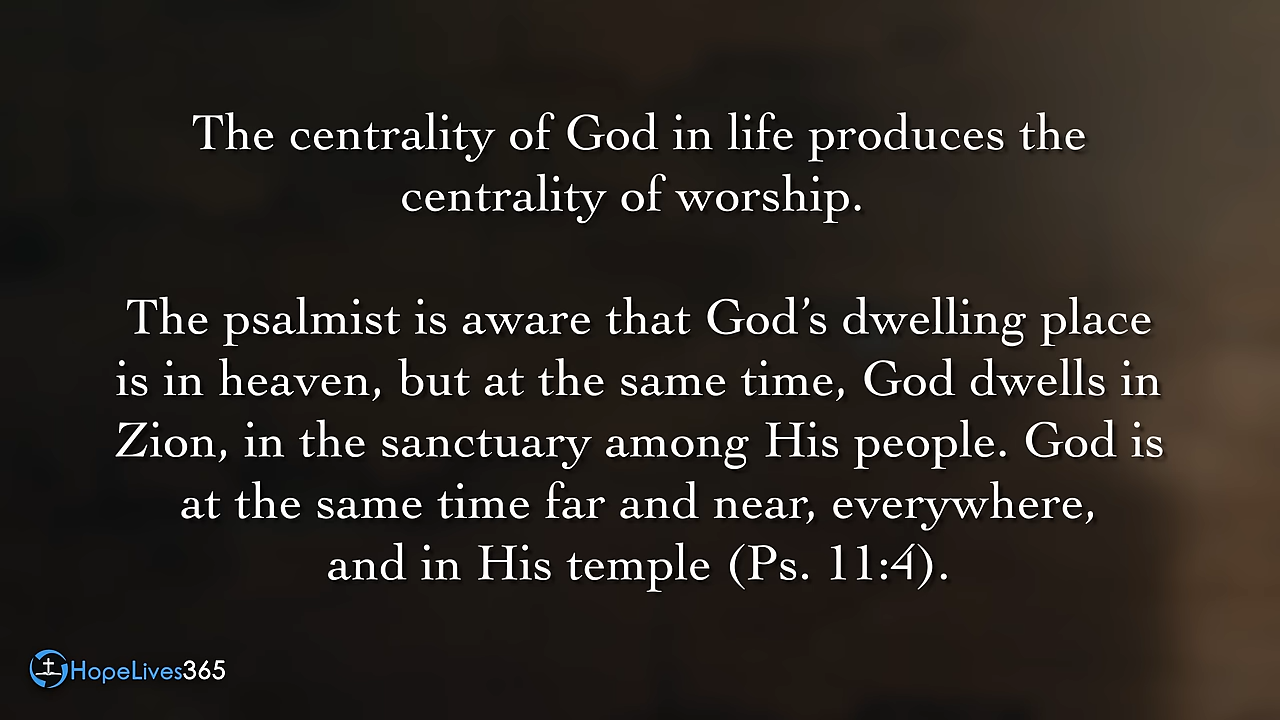 The centrality of God in life produces the
centrality of worship.
The psalmist is aware that God’s dwelling place
is in heaven, but at the same time, God dwells in
Zion, in the sanctuary among His people. God is
at the same time far and near, everywhere,
and in His temple (Ps. 11:4).
HopeLives365